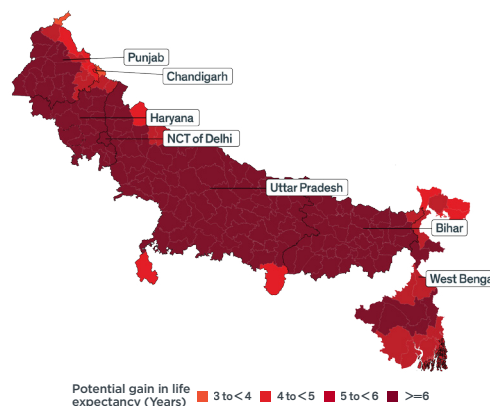 Punjab
Chandigarh
Haryana
NCT of Delhi
Uttar Pradesh
Bihar
West Benga
Potential gain in life
expectancy (Years)
3 to< 4
4 to< 5
5 to< 6
>=6